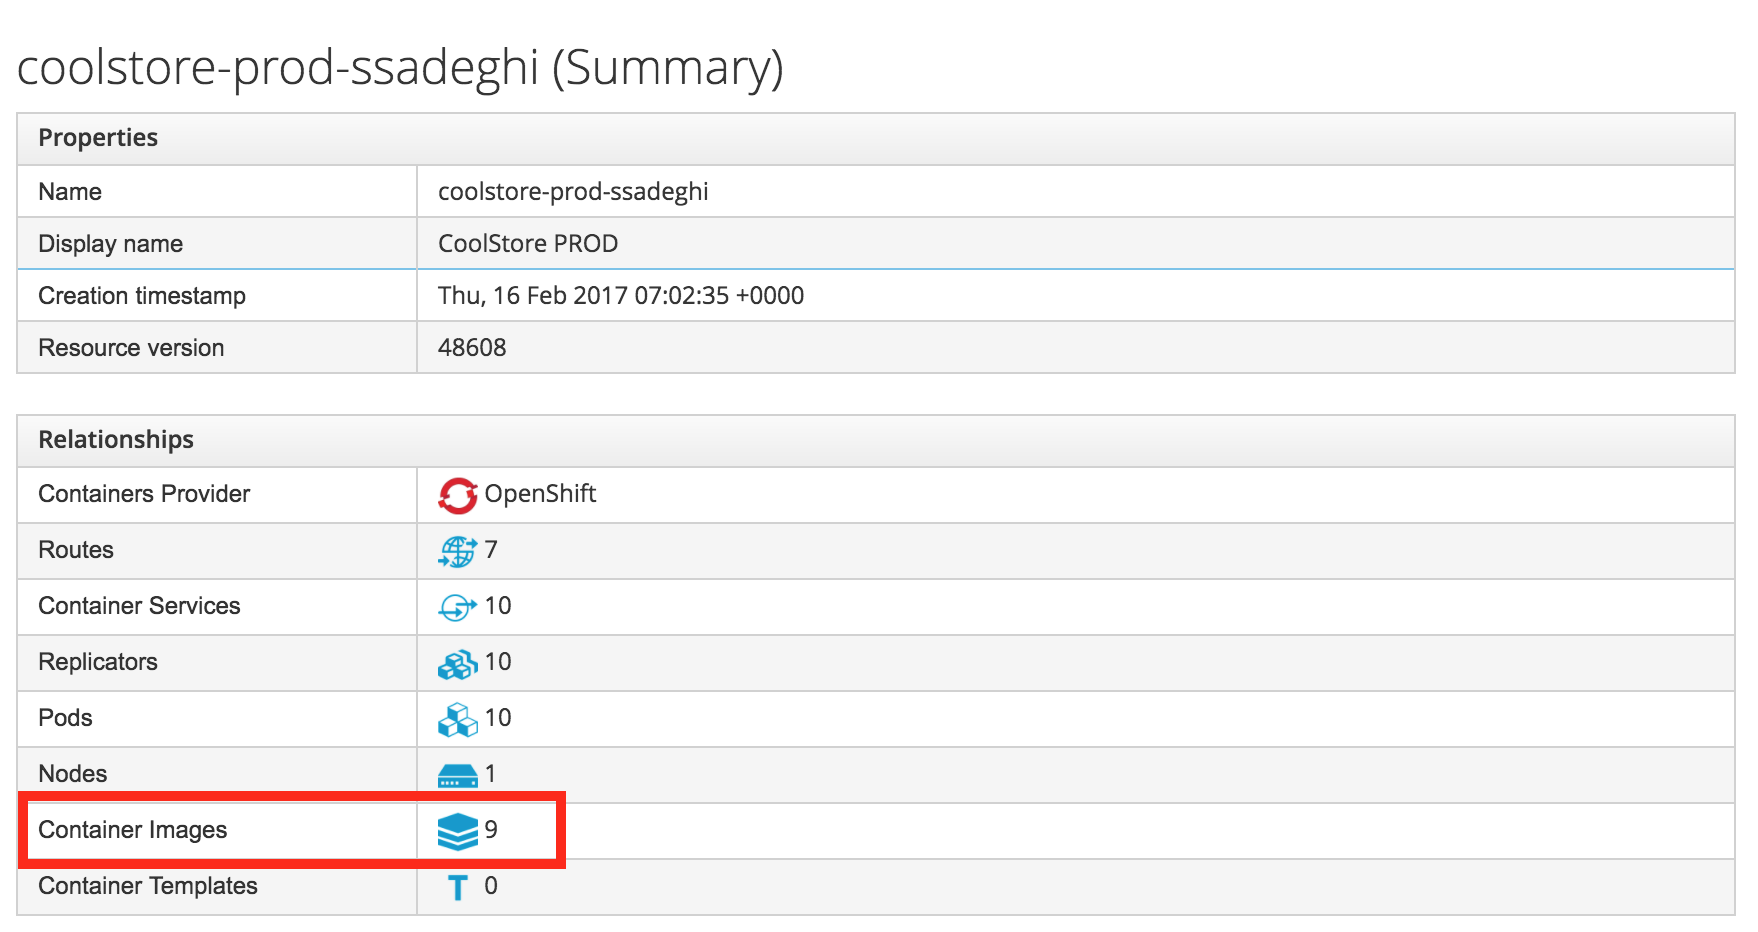 coolstore-prod-ssadeghi (Summary)
Properties
Name coolstore-prod-ssadeghi
Display name CoolStore PROD
Creation timestamp Thu, 16 Feb 2017 07:02:35 +0000
Resource version 48608
Relationships
Containers Provider OpenShift
Routes 7
Container Services 10
Replicators 10
Pods 10
Nodes 1
Container Images 9
Container Templates T 0